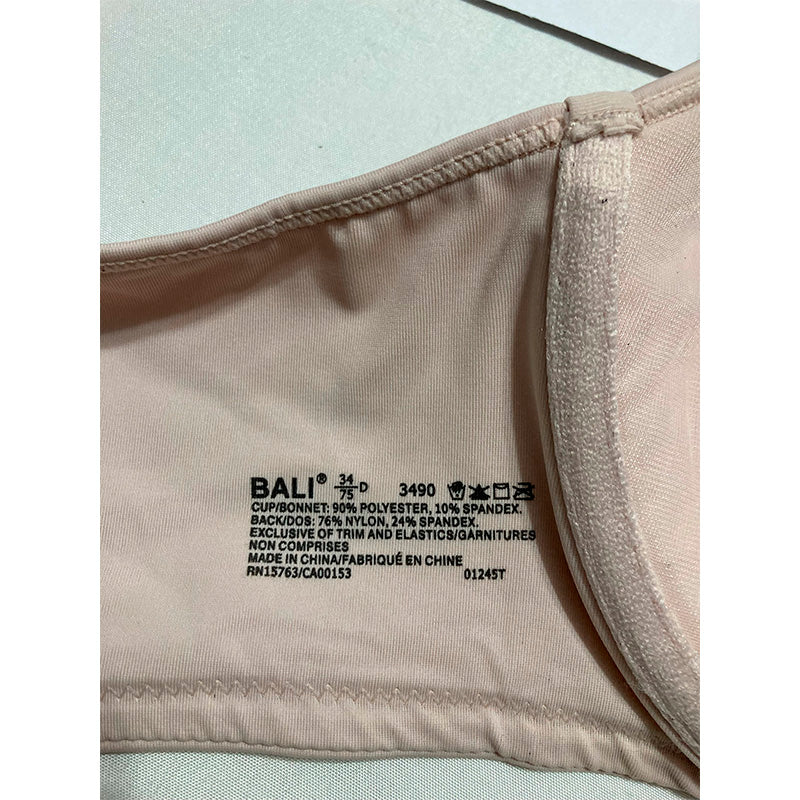 BALI® 34/75 D 3490
CUP/BONNET: 90% POLYESTER, 10% SPANDEX.
BACK/DOS: 76% NYLON, 24% SPANDEX.
EXCLUSIVE OF TRIM AND ELASTICS/GARNITURES
NON COMPRISES
MADE IN CHINA/FABRIQUÉ EN CHINE
RN15763/CA00153 01245T